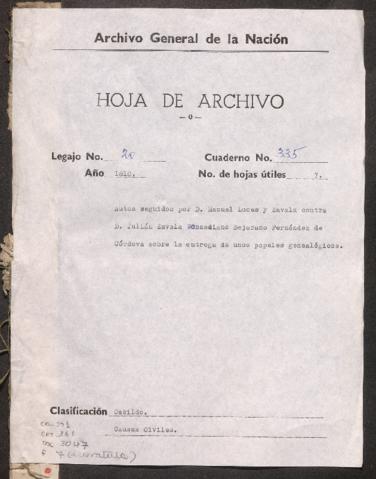 Archivo General de la Nación
HOJA DE ARCHIVO
—o—
Legajo No. 20 Cuaderno No. 335
Año 1810. No. de hojas útiles 7.
Autos seguidos por D. Manuel Lucas y Zavala contra
D. Julián Zavala Bejarano Fernández de
Córdova sobre la entrega de unos papeles genealógicos.
Clasificación Cabildo.
Causas Civiles.
3047